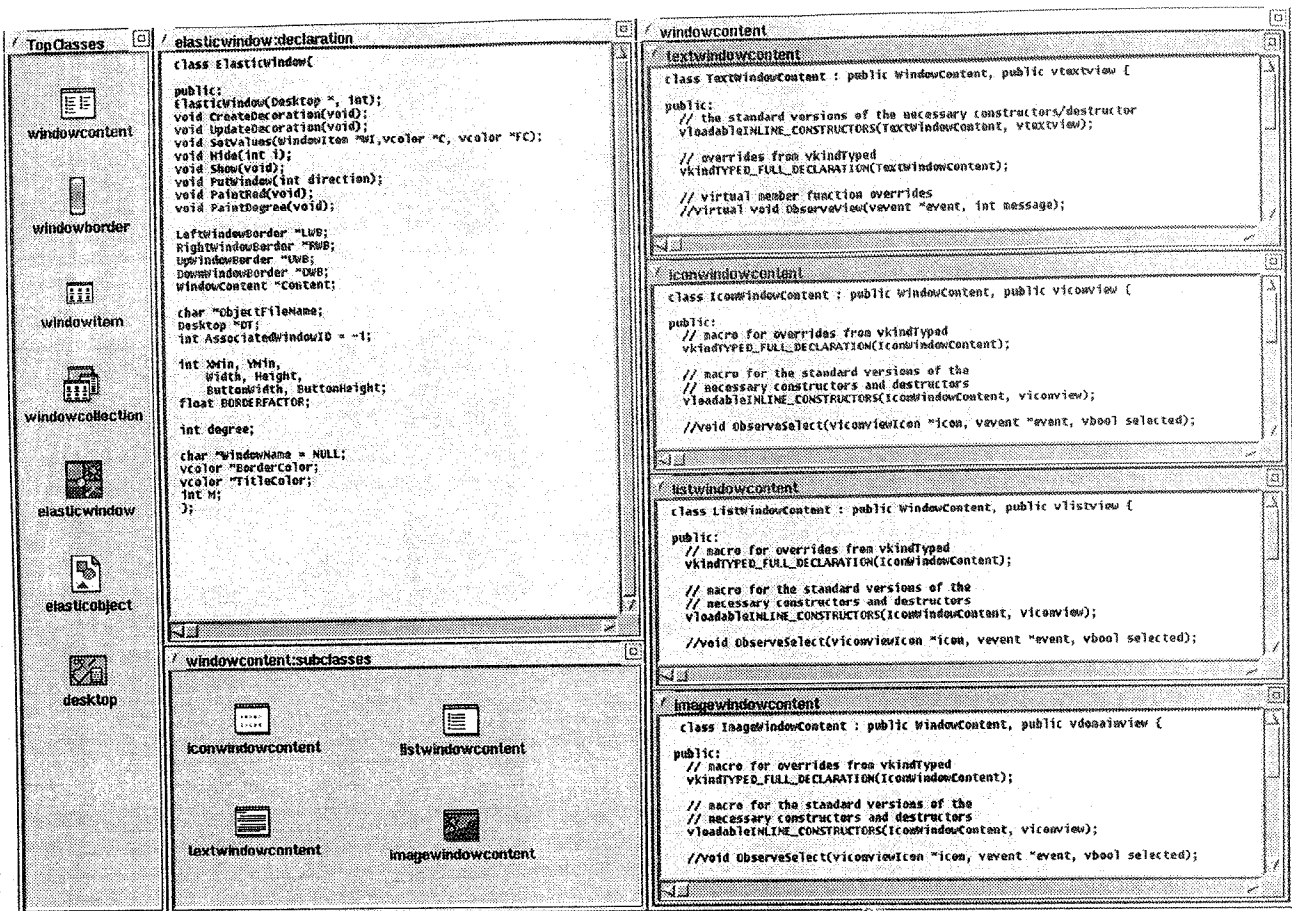 TopClasses
windowcontent
windowborder
windowitem
windowcollection
elasticwindow
elasticobject
desktop
elasticwindow:declaration
class ElasticWindow{
public:
ElasticWindow(Desktop *, int);
void CreateDecoration(void);
void UpdateDecoration(void);
void SetValues(WindowItem *WI,vcolor *C, vcolor *FC);
void Hide(int i);
void Show(void);
void PutWindow(int direction);
void PaintRed(void);
void PaintDegree(void);
LeftWindowBorder *LWB;
RightWindowBorder *RWB;
UpWindowBorder *UWB;
DownWindowBorder *DWB;
WindowContent *Content;
char *ObjectFileName;
Desktop *DT;
int AssociatedWindowID = -1;
int XMin, YMin,
Width, Height,
ButtonWidth, ButtonHeight;
float BORDERFACTOR;
int degree;
char *WindowName = NULL;
vcolor *BorderColor;
vcolor *TitleColor;
int M;
};
windowcontent:subclasses
iconwindowcontent
listwindowcontent
textwindowcontent
imagewindowcontent
windowcontent
textwindowcontent
class TextWindowContent : public WindowContent, public vtextview {
public:
// the standard versions of the necessary constructors/destructor
vloadableINLINE_CONSTRUCTORS(TextWindowContent, vtextview);
// overrides from vkindTyped
vkindTYPED_FULL_DECLARATION(TextWindowContent);
// virtual member function overrides
//virtual void ObserveView(vevent *event, int message);
iconwindowcontent
class IconWindowContent : public WindowContent, public viconview {
public:
// macro for overrides from vkindTyped
vkindTYPED_FULL_DECLARATION(IconWindowContent);
// macro for the standard versions of the
// necessary constructors and destructors
vloadableINLINE_CONSTRUCTORS(IconWindowContent, viconview);
//void ObserveSelect(viconviewIcon *icon, vevent *event, vbool selected);
listwindowcontent
class ListWindowContent : public WindowContent, public vlistview {
public:
// macro for overrides from vkindTyped
vkindTYPED_FULL_DECLARATION(IconWindowContent);
// macro for the standard versions of the
// necessary constructors and destructors
vloadableINLINE_CONSTRUCTORS(IconWindowContent, viconview);
//void ObserveSelect(viconviewIcon *icon, vevent *event, vbool selected);
imagewindowcontent
class ImageWindowContent : public WindowContent, public vdomainview {
public:
// macro for overrides from vkindTyped
vkindTYPED_FULL_DECLARATION(IconWindowContent);
// macro for the standard versions of the
// necessary constructors and destructors
vloadableINLINE_CONSTRUCTORS(IconWindowContent, viconview);
//void ObserveSelect(viconviewIcon *icon, vevent *event, vbool selected);